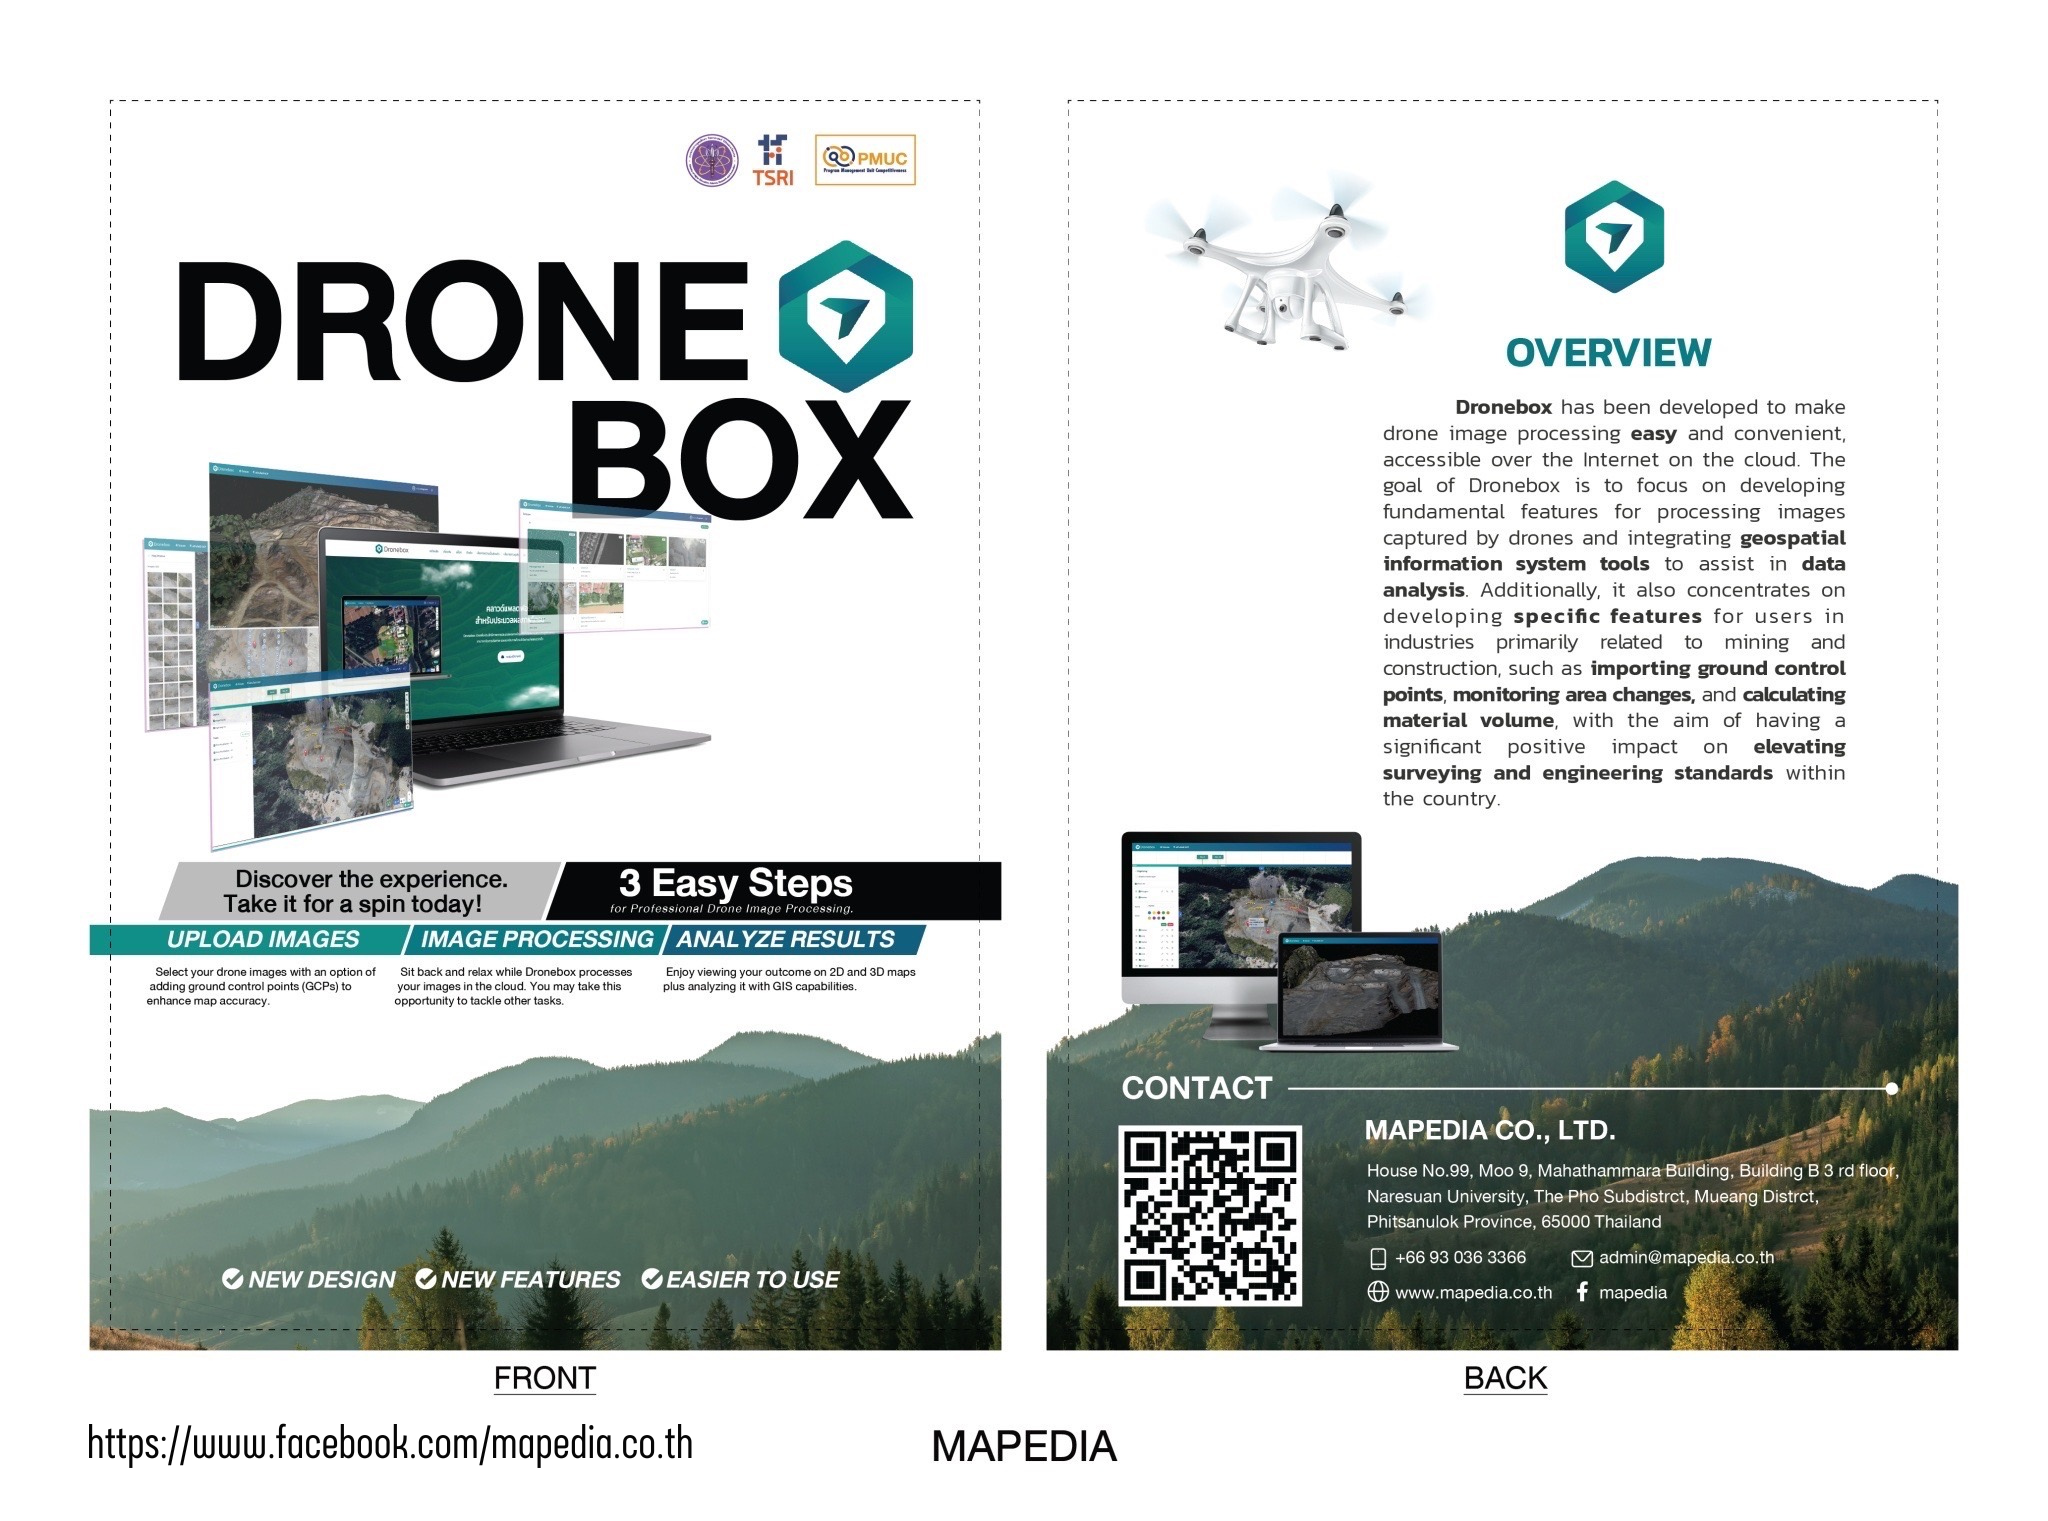 TSRI
PMUC
Program Management Unit Competitiveness
DRONE
BOX
Dronebox
Discover the experience.
Take it for a spin today!
3 Easy Steps
for Professional Drone Image Processing.
UPLOAD IMAGES
IMAGE PROCESSING
ANALYZE RESULTS
Select your drone images with an option of
adding ground control points (GCPs) to
enhance map accuracy.
Sit back and relax while Dronebox processes
your images in the cloud. You may take this
opportunity to tackle other tasks.
Enjoy viewing your outcome on 2D and 3D maps
plus analyzing it with GIS capabilities.
NEW DESIGN
NEW FEATURES
EASIER TO USE
FRONT
OVERVIEW
Dronebox has been developed to make
drone image processing easy and convenient,
accessible over the Internet on the cloud. The
goal of Dronebox is to focus on developing
fundamental features for processing images
captured by drones and integrating geospatial
information system tools to assist in data
analysis. Additionally, it also concentrates on
developing specific features for users in
industries primarily related to mining and
construction, such as importing ground control
points, monitoring area changes, and calculating
material volume, with the aim of having a
significant positive impact on elevating
surveying and engineering standards within
the country.
CONTACT
MAPEDIA CO., LTD.
House No.99, Moo 9, Mahathammara Building, Building B 3 rd floor,
Naresuan University, The Pho Subdistrct, Mueang Distrct,
Phitsanulok Province, 65000 Thailand
+66 93 036 3366
admin@mapedia.co.th
www.mapedia.co.th
mapedia
BACK
https://www.facebook.com/mapedia.co.th
MAPEDIA